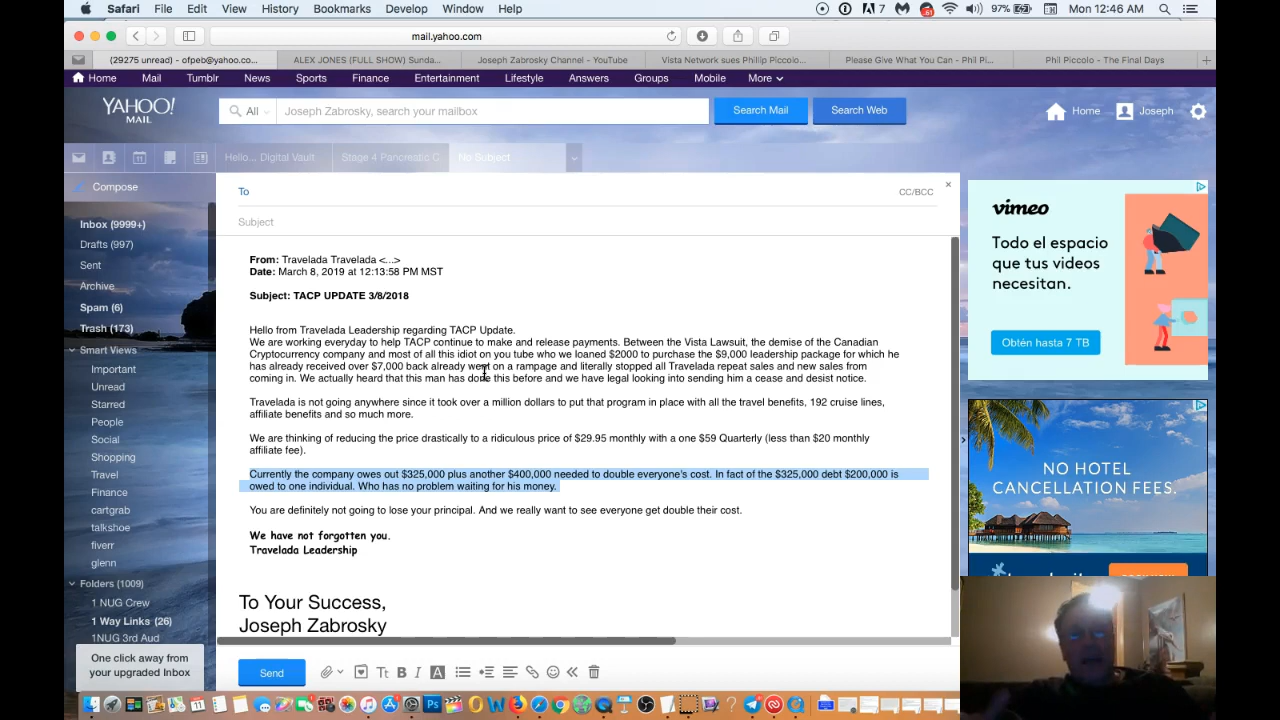 Safari File Edit View History Bookmarks Develop Window Help
7 51 97% Mon 12:46 AM
mail.yahoo.com
(29275 unread) - ofpeb@yahoo.co... ALEX JONES (FULL SHOW) Sunda... Joseph Zabrosky Channel - YouTube Vista Network sues Phillip Piccolo... Please Give What You Can - Phil Pi... Phil Piccolo - The Final Days
Home Mail Tumblr News Sports Finance Entertainment Lifestyle Answers Groups Mobile More
YAHOO!
MAIL
All Joseph Zabrosky, search your mailbox Search Mail Search Web Home Joseph
Hello... Digital Vault Stage 4 Pancreatic C No Subject
Compose
To CC/BCC
Subject
Inbox (9999+)
Drafts (997)
Sent
Archive
Spam (6)
Trash (173)
Smart Views
Important
Unread
Starred
People
Social
Shopping
Travel
Finance
cartgrab
talkshoe
fiverr
glenn
Folders (1009)
1 NUG Crew
1 Way Links (26)
1NUG 3rd Aud
One click away from
your upgraded Inbox
From: Travelada Travelada <...>
Date: March 8, 2019 at 12:13:58 PM MST
Subject: TACP UPDATE 3/8/2018
Hello from Travelada Leadership regarding TACP Update.
We are working everyday to help TACP continue to make and release payments. Between the Vista Lawsuit, the demise of the Canadian
Cryptocurrency company and most of all this idiot on you tube who we loaned $2000 to purchase the $9,000 leadership package for which he
has already received over $7,000 back already went on a rampage and literally stopped all Travelada repeat sales and new sales from
coming in. We actually heard that this man has done this before and we have legal looking into sending him a cease and desist notice.
Travelada is not going anywhere since it took over a million dollars to put that program in place with all the travel benefits, 192 cruise lines,
affiliate benefits and so much more.
We are thinking of reducing the price drastically to a ridiculous price of $29.95 monthly with a one $59 Quarterly (less than $20 monthly
affiliate fee).
Currently the company owes out $325,000 plus another $400,000 needed to double everyone's cost. In fact of the $325,000 debt $200,000 is
owed to one individual. Who has no problem waiting for his money.
You are definitely not going to lose your principal. And we really want to see everyone get double their cost.
We have not forgotten you.
Travelada Leadership
To Your Success,
Joseph Zabrosky
Send
vimeo
Todo el espacio
que tus videos
necesitan.
Obtén hasta 7 TB
NO HOTEL
CANCELLATION FEES.